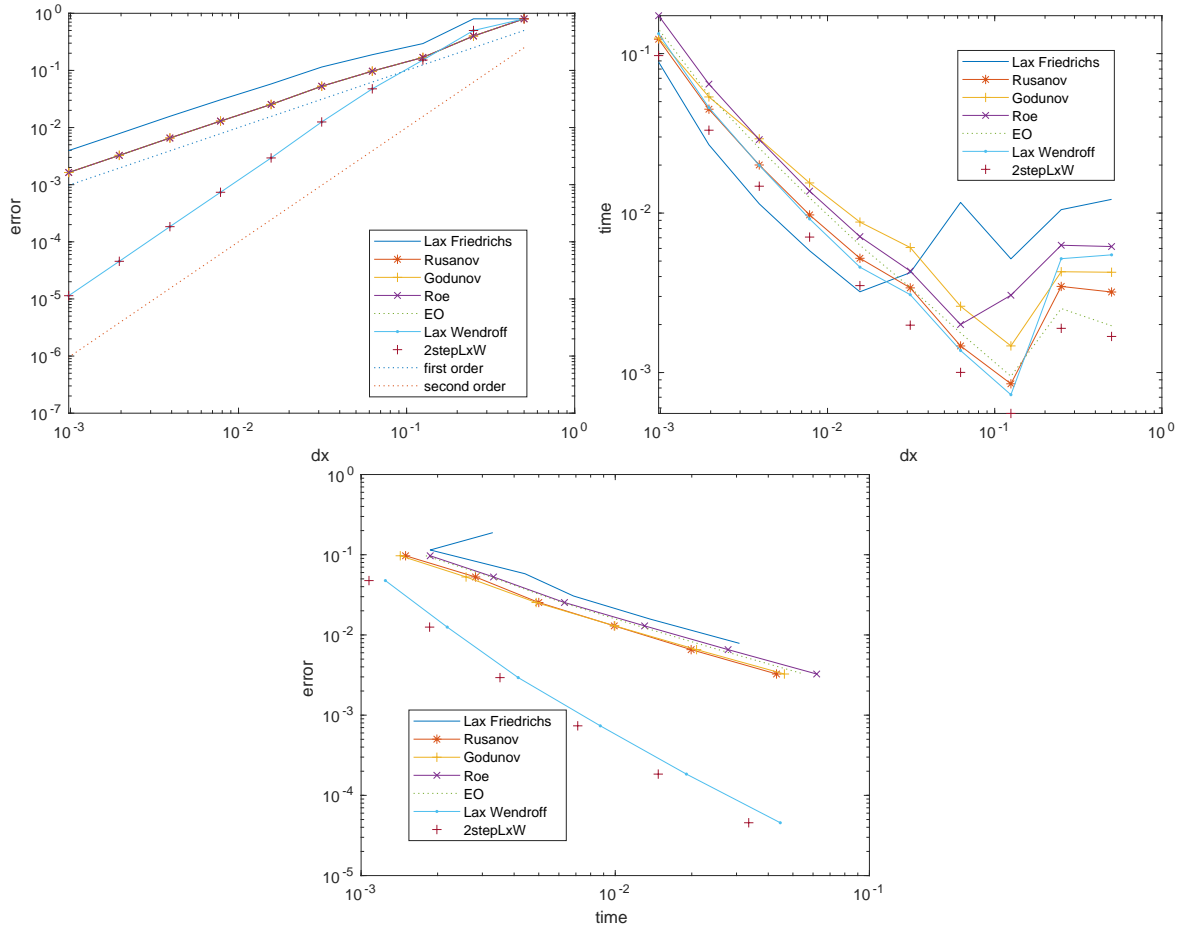 10^0
10^-1
10^-2
10^-3
10^-4
10^-5
10^-6
10^-7
error
Lax Friedrichs
Rusanov
Godunov
Roe
EO
Lax Wendroff
2stepLxW
first order
second order
10^-3
10^-2
10^-1
10^0
dx
10^-1
10^-2
10^-3
time
Lax Friedrichs
Rusanov
Godunov
Roe
EO
Lax Wendroff
2stepLxW
10^-3
10^-2
10^-1
10^0
dx
10^0
10^-1
10^-2
10^-3
10^-4
10^-5
error
Lax Friedrichs
Rusanov
Godunov
Roe
EO
Lax Wendroff
2stepLxW
10^-3
10^-2
10^-1
time